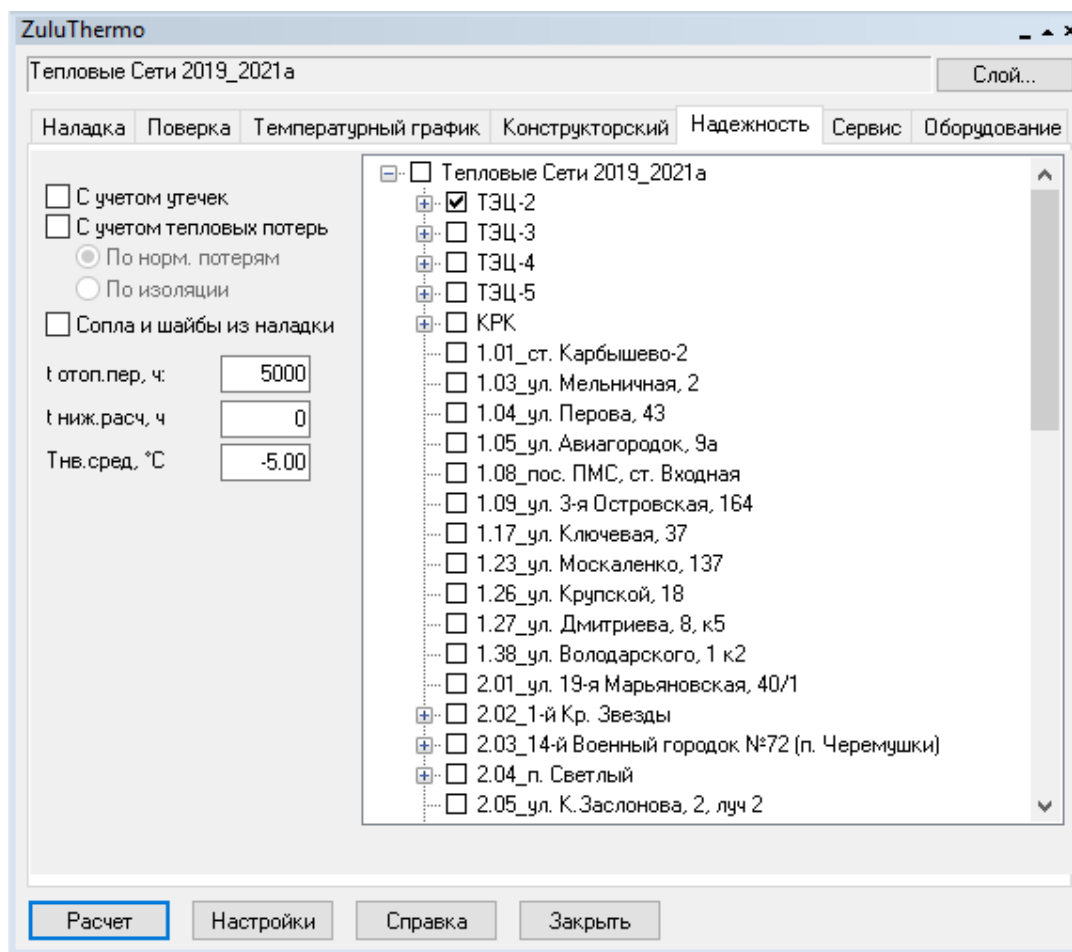 ZuluThermo
Тепловые Сети 2019_2021а
Слой...
Наладка Поверка Температурный график Конструкторский Надежность Сервис Оборудование
С учетом утечек
С учетом тепловых потерь
По норм. потерям
По изоляции
Сопла и шайбы из наладки
t отоп.пер, ч: 5000
t ниж.расч, ч 0
Tнв.сред, °C -5.00
Тепловые Сети 2019_2021а
ТЭЦ-2
ТЭЦ-3
ТЭЦ-4
ТЭЦ-5
КРК
1.01_ст. Карбышево-2
1.03_ул. Мельничная, 2
1.04_ул. Перова, 43
1.05_ул. Авиагородок, 9а
1.08_пос. ПМС, ст. Входная
1.09_ул. 3-я Островская, 164
1.17_ул. Ключевая, 37
1.23_ул. Москаленко, 137
1.26_ул. Крупской, 18
1.27_ул. Дмитриева, 8, к5
1.38_ул. Володарского, 1 к2
2.01_ул. 19-я Марьяновская, 40/1
2.02_1-й Кр. Звезды
2.03_14-й Военный городок №72 (п. Черемушки)
2.04_п. Светлый
2.05_ул. К.Заслонова, 2, луч 2
Расчет Настройки Справка Закрыть